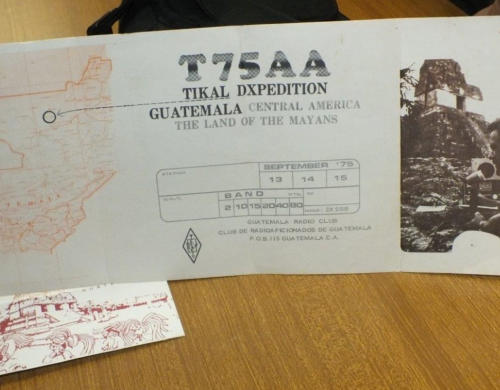 T75AA
TIKAL DXPEDITION
GUATEMALA CENTRAL AMERICA
THE LAND OF THE MAYANS
STATION
SEPTEMBER '75
13 14 15
BAND
2 10 15 20 40 80
GUATEMALA RADIO CLUB
CLUB DE RADIOAFICIONADOS DE GUATEMALA
P.O.B. 115 GUATEMALA C.A.